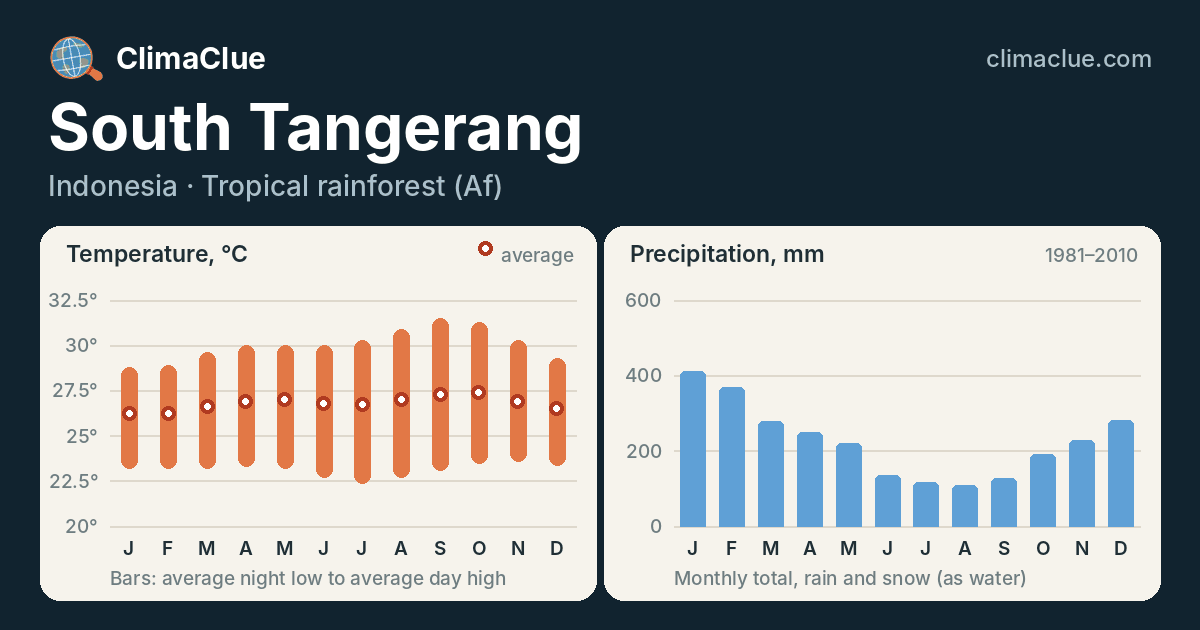 ClimaClue
climaclue.com
South Tangerang
Indonesia · Tropical rainforest (Af)
Temperature, °C
average
32.5°
30°
27.5°
25°
22.5°
20°
J F M A M J J A S O N D
Bars: average night low to average day high
Precipitation, mm
1981–2010
600
400
200
0
J F M A M J J A S O N D
Monthly total, rain and snow (as water)